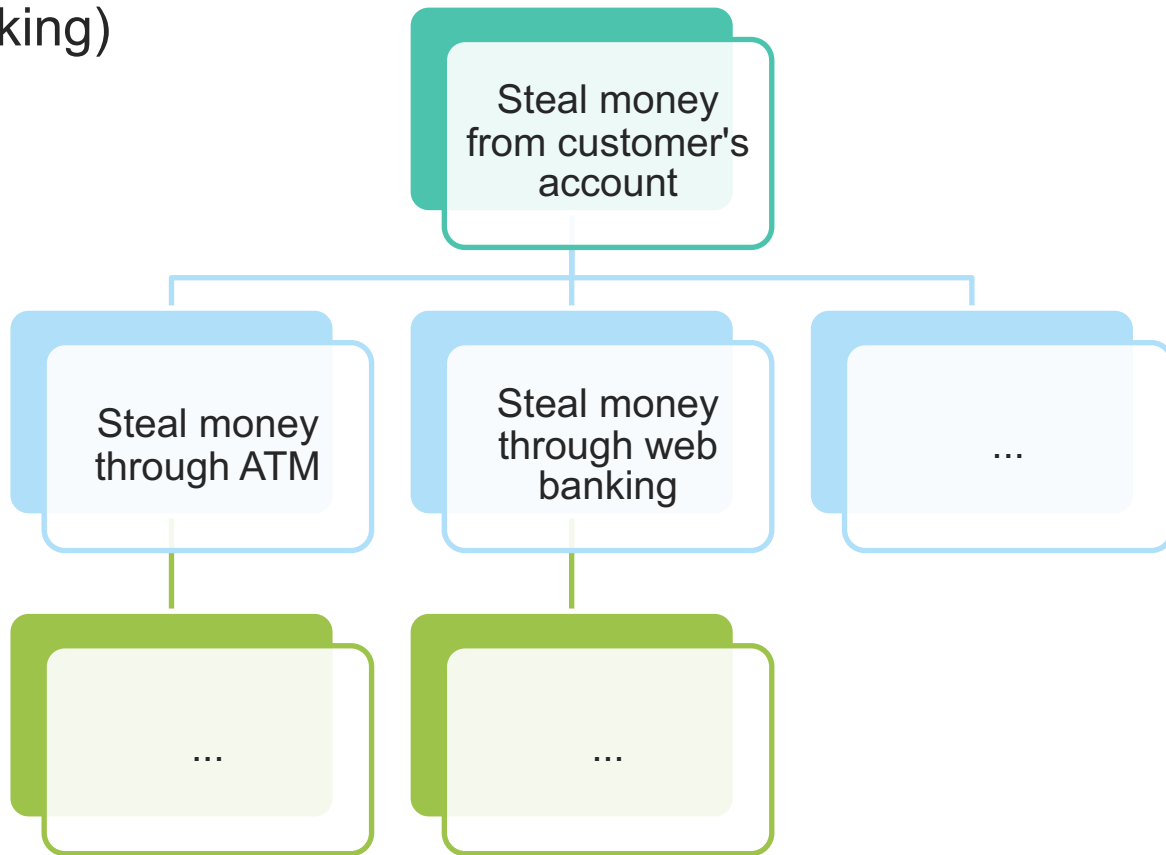 king)
Steal money
from customer's
account
Steal money
through ATM
Steal money
through web
banking
...
...
...